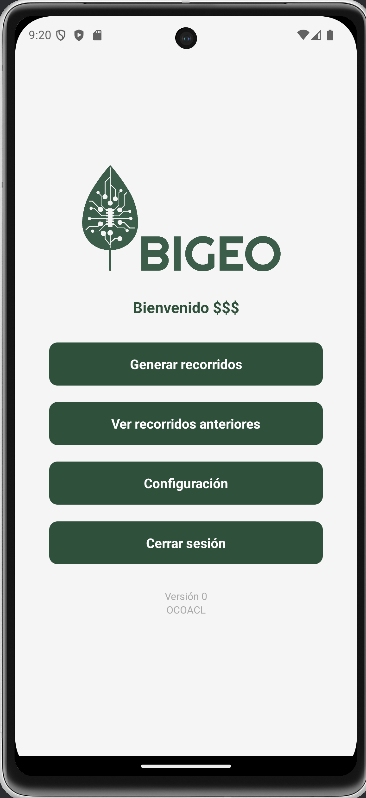 9:20
BIGEO
Bienvenido $$$
Generar recorridos
Ver recorridos anteriores
Configuración
Cerrar sesión
Versión 0
OCOACL